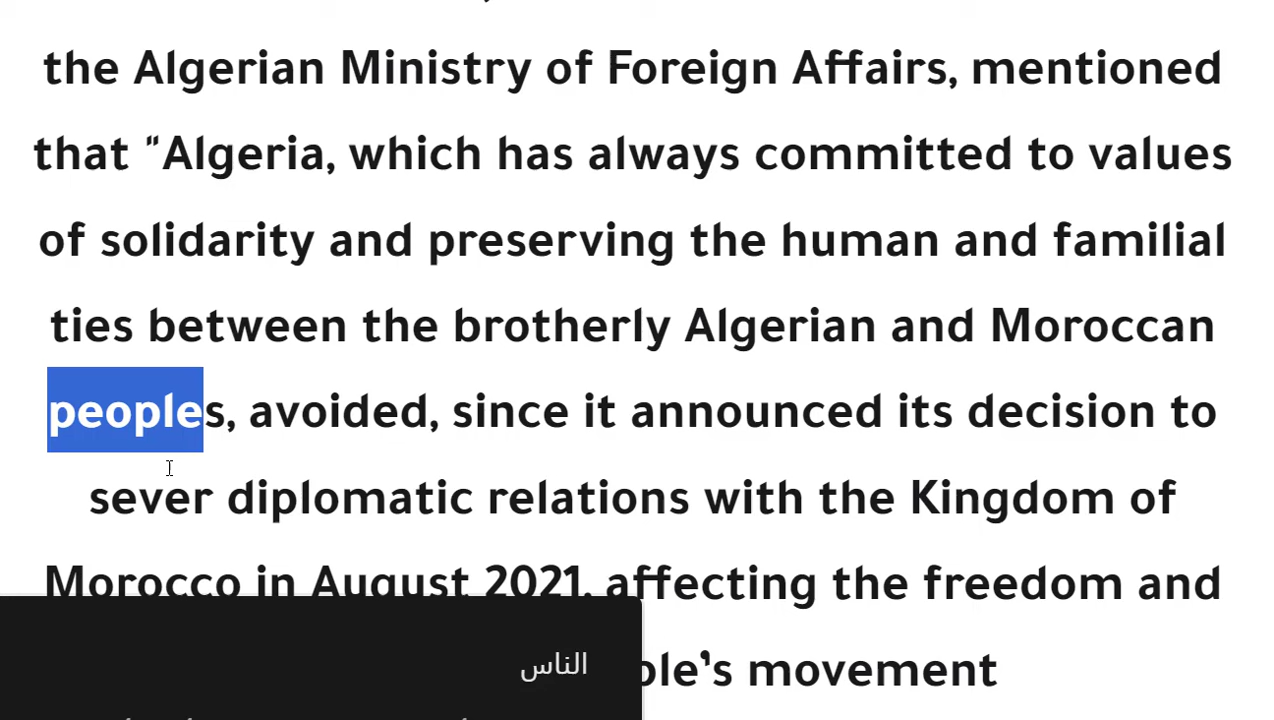 the Algerian Ministry of Foreign Affairs, mentioned
that "Algeria, which has always committed to values
of solidarity and preserving the human and familial
ties between the brotherly Algerian and Moroccan
peoples, avoided, since it announced its decision to
sever diplomatic relations with the Kingdom of
Morocco in August 2021, affecting the freedom and
movement
الناس